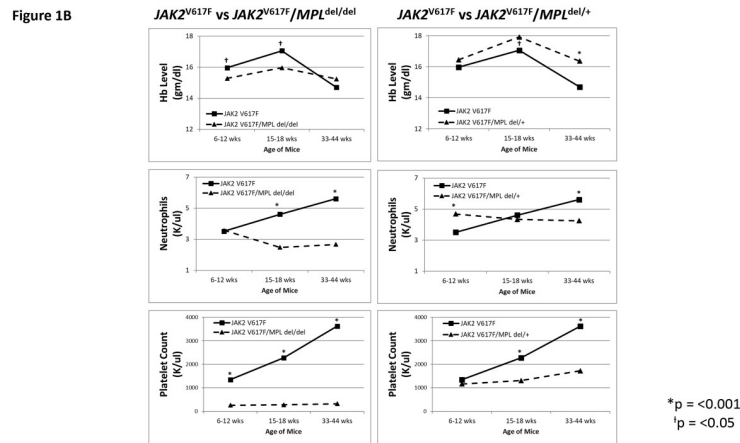 Figure 1B
JAK2V617F vs JAK2V617F/MPLdel/del
JAK2V617F vs JAK2V617F/MPLdel/+
Hb Level
(gm/dl)
18
16
14
12
†
†
JAK2 V617F
JAK2 V617F/MPL del/del
6-12 wks 15-18 wks 33-44 wks
Age of Mice
Hb Level
(gm/dl)
18
16
14
12
†
*
JAK2 V617F
JAK2 V617F/MPL del/+
6-12 wks 15-18 wks 33-44 wks
Age of Mice
Neutrophils
(K/ul)
7
5
3
1
JAK2 V617F
JAK2 V617F/MPL del/del
*
*
6-12 wks 15-18 wks 33-44 wks
Age of Mice
Neutrophils
(K/ul)
7
5
3
1
JAK2 V617F
JAK2 V617F/MPL del/+
*
*
6-12 wks 15-18 wks 33-44 wks
Age of Mice
Platelet Count
(K/ul)
4000
3000
2000
1000
0
JAK2 V617F
JAK2 V617F/MPL del/del
*
*
*
6-12 wks 15-18 wks 33-44 wks
Age of Mice
Platelet Count
(K/ul)
4000
3000
2000
1000
0
JAK2 V617F
JAK2 V617F/MPL del/+
*
*
6-12 wks 15-18 wks 33-44 wks
Age of Mice
*p = <0.001
ƚp = <0.05